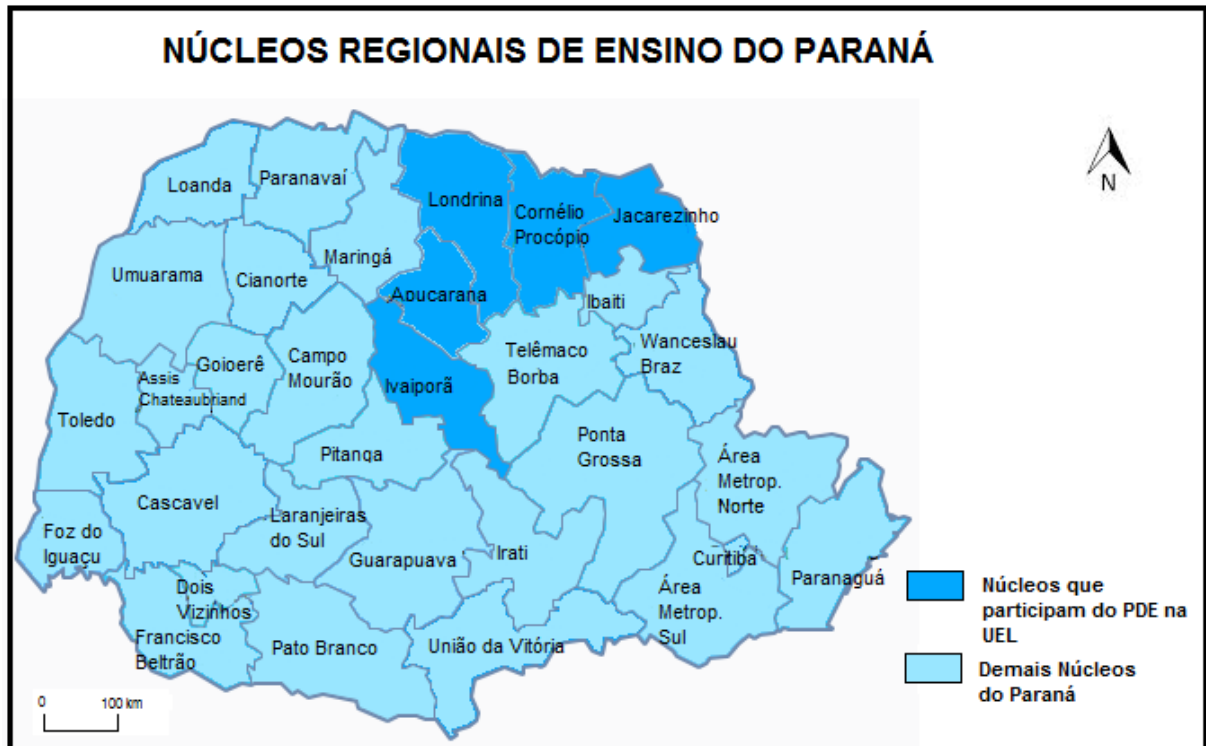 NÚCLEOS REGIONAIS DE ENSINO DO PARANÁ
N
Loanda
Paranavaí
Londrina
Cornélio
Procópio
Jacarezinho
Maringá
Umuarama
Cianorte
Apucarana
Ibaiti
Wanceslau
Braz
Telêmaco
Borba
Goioerê
Campo
Mourão
Assis
Chateaubriand
Ivaiporã
Toledo
Pitanga
Ponta
Grossa
Área
Metrop.
Norte
Cascavel
Laranjeiras
do Sul
Foz do
Iguaçu
Guarapuava
Irati
Curitiba
Paranaguá
Dois
Vizinhos
Área
Metrop.
Sul
Francisco
Beltrão
Pato Branco
União da Vitória
Núcleos que
participam do PDE na
UEL
Demais Núcleos
do Paraná
0 100 km